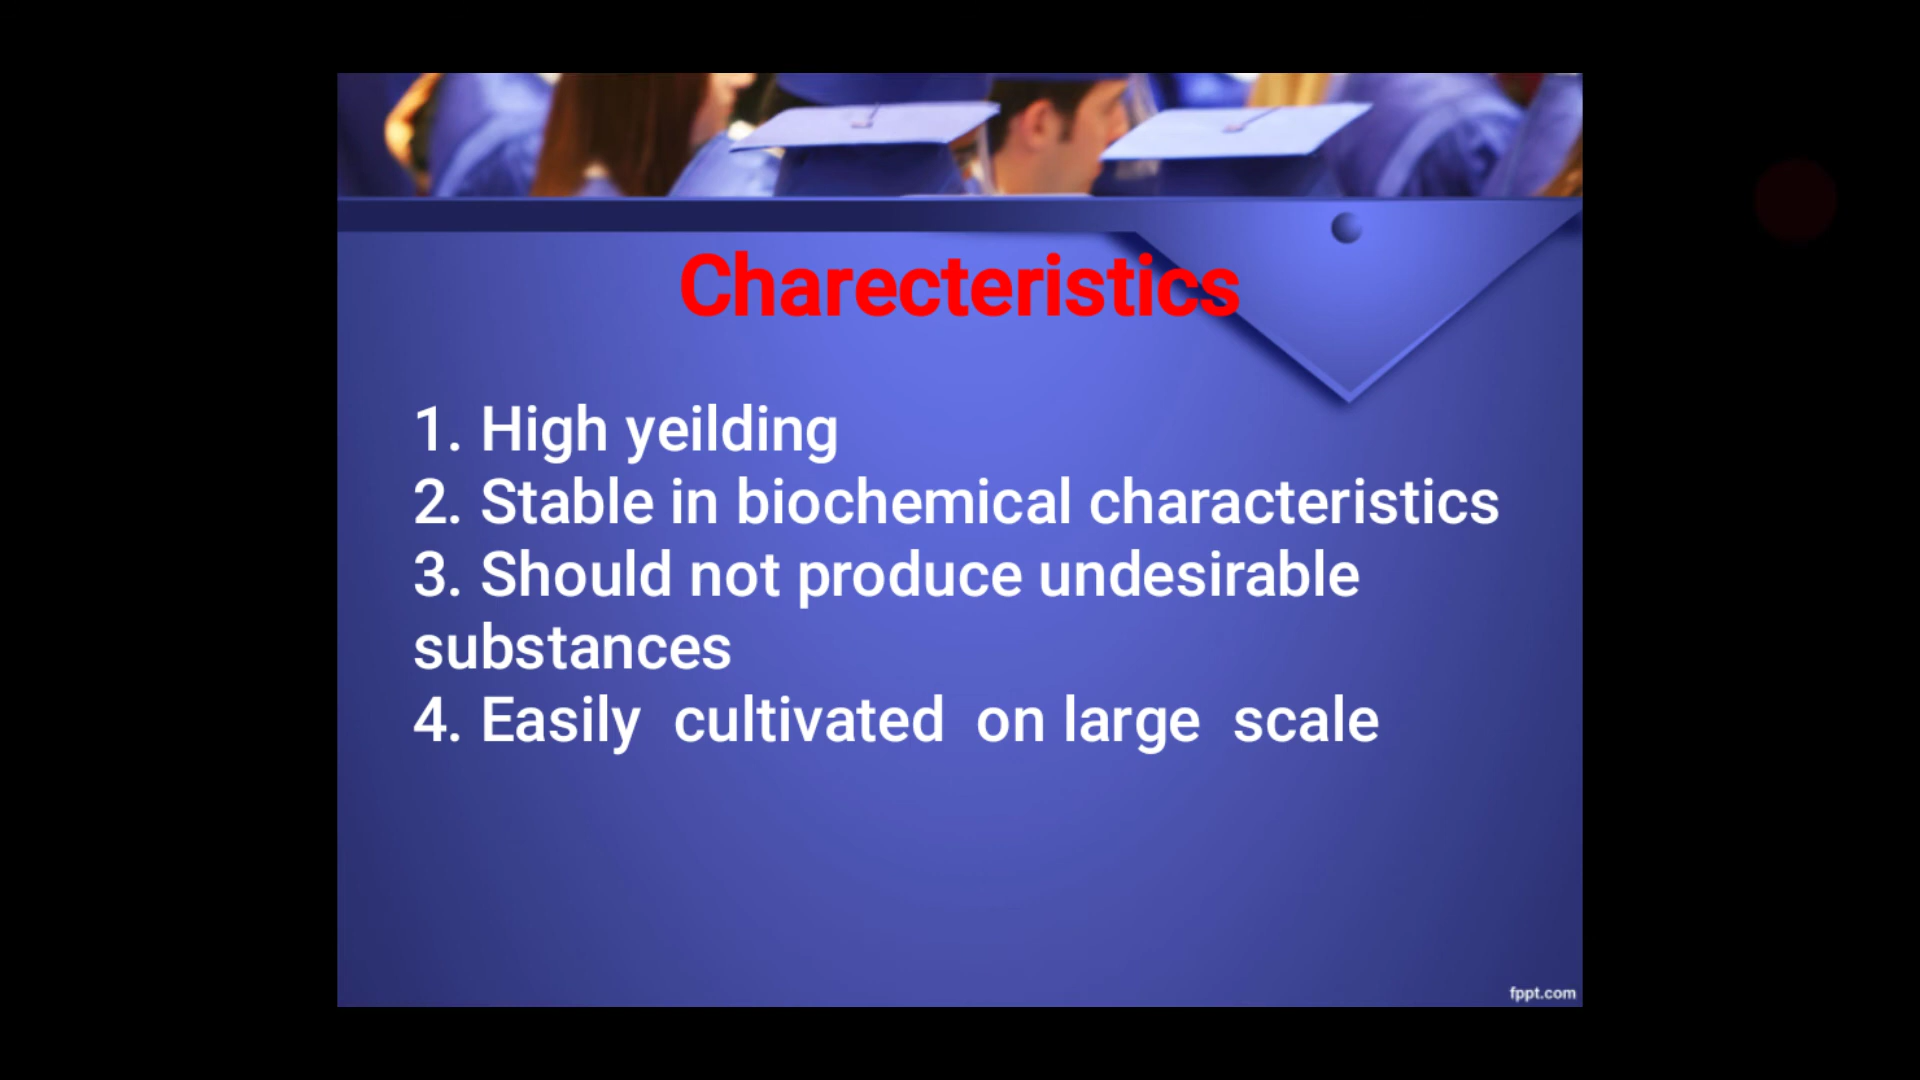 Charecteristics
1. High yeilding
2. Stable in biochemical characteristics
3. Should not produce undesirable
substances
4. Easily cultivated on large scale
fppt.com